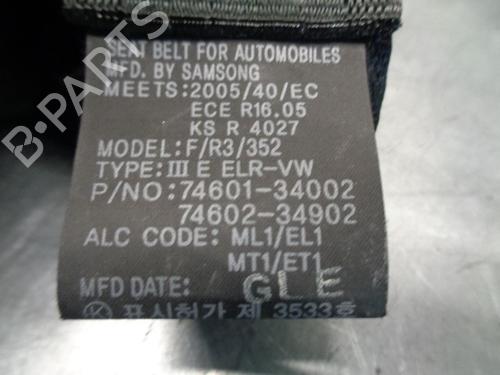 SEAT BELT FOR AUTOMOBILES
MFD. BY SAMSONG
MEETS:2005/40/EC
ECE R16.05
KS R 4027
MODEL:F/R3/352
TYPE:III E ELR-VW
P/NO:74601-34002
74602-34902
ALC CODE: ML1/EL1
MT1/ET1
MFD DATE: GLE
Ⓚ 표시허가 제 3533호
B-PARTS